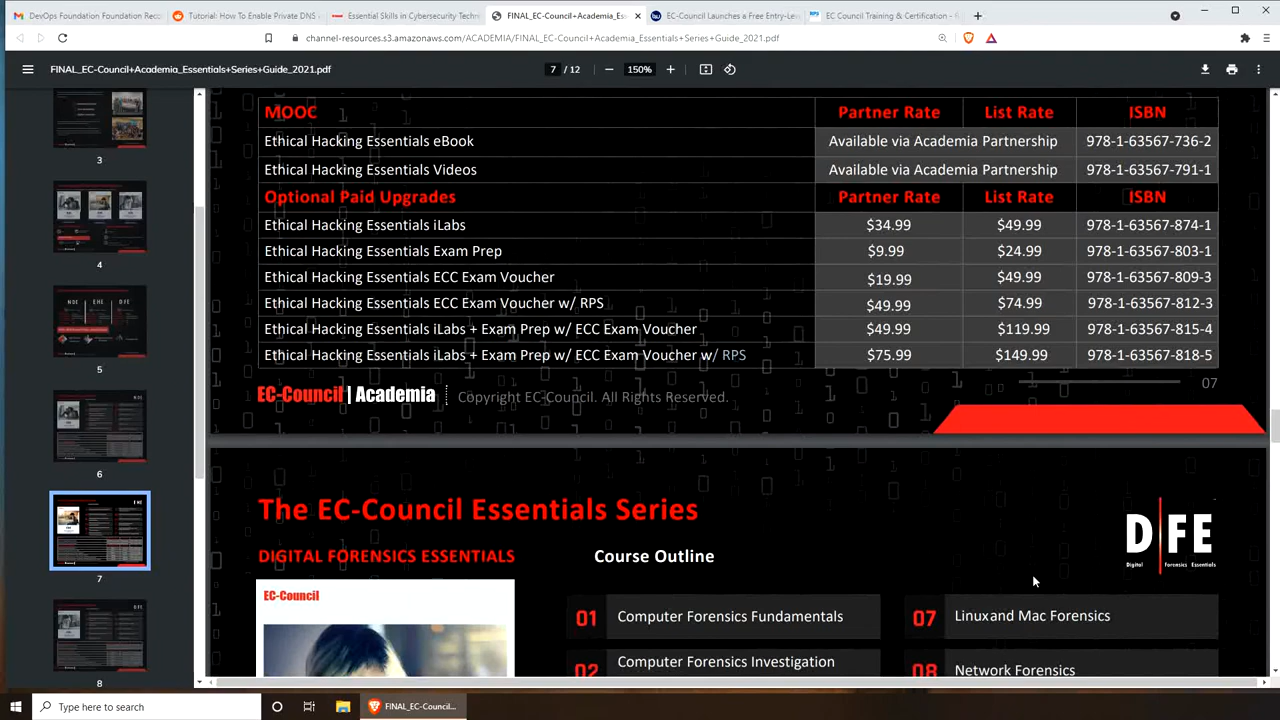 DevOps Foundation Foundation Reco
Tutorial: How To Enable Private DNS
Essential Skills in Cybersecurity Techn
FINAL_EC-Council+Academia_Es
EC-Council Launches a Free Entry-Lev
EC Council Training & Certification - R
channel-resources.s3.amazonaws.com/ACADEMIA/FINAL_EC-Council+Academia_Essentials+Series+Guide_2021.pdf
FINAL_EC-Council+Academia_Essentials+Series+Guide_2021.pdf
7 / 12
150%
3
4
5
6
7
8
MOOC Partner Rate List Rate ISBN
Ethical Hacking Essentials eBook Available via Academia Partnership 978-1-63567-736-2
Ethical Hacking Essentials Videos Available via Academia Partnership 978-1-63567-791-1
Optional Paid Upgrades Partner Rate List Rate ISBN
Ethical Hacking Essentials iLabs $34.99 $49.99 978-1-63567-874-1
Ethical Hacking Essentials Exam Prep $9.99 $24.99 978-1-63567-803-1
Ethical Hacking Essentials ECC Exam Voucher $19.99 $49.99 978-1-63567-809-3
Ethical Hacking Essentials ECC Exam Voucher w/ RPS $49.99 $74.99 978-1-63567-812-3
Ethical Hacking Essentials iLabs + Exam Prep w/ ECC Exam Voucher $49.99 $119.99 978-1-63567-815-4
Ethical Hacking Essentials iLabs + Exam Prep w/ ECC Exam Voucher w/ RPS $75.99 $149.99 978-1-63567-818-5
07
EC-Council | Academia Copyright EC-Council. All Rights Reserved.
The EC-Council Essentials Series
DFE
Digital Forensics Essentials
DIGITAL FORENSICS ESSENTIALS Course Outline
EC-Council
01 Computer Forensics Fundamentals
07 Linuxand Mac Forensics
02 Computer Forensics Investigation
08 Network Forensics
Type here to search
FINAL_EC-Council...